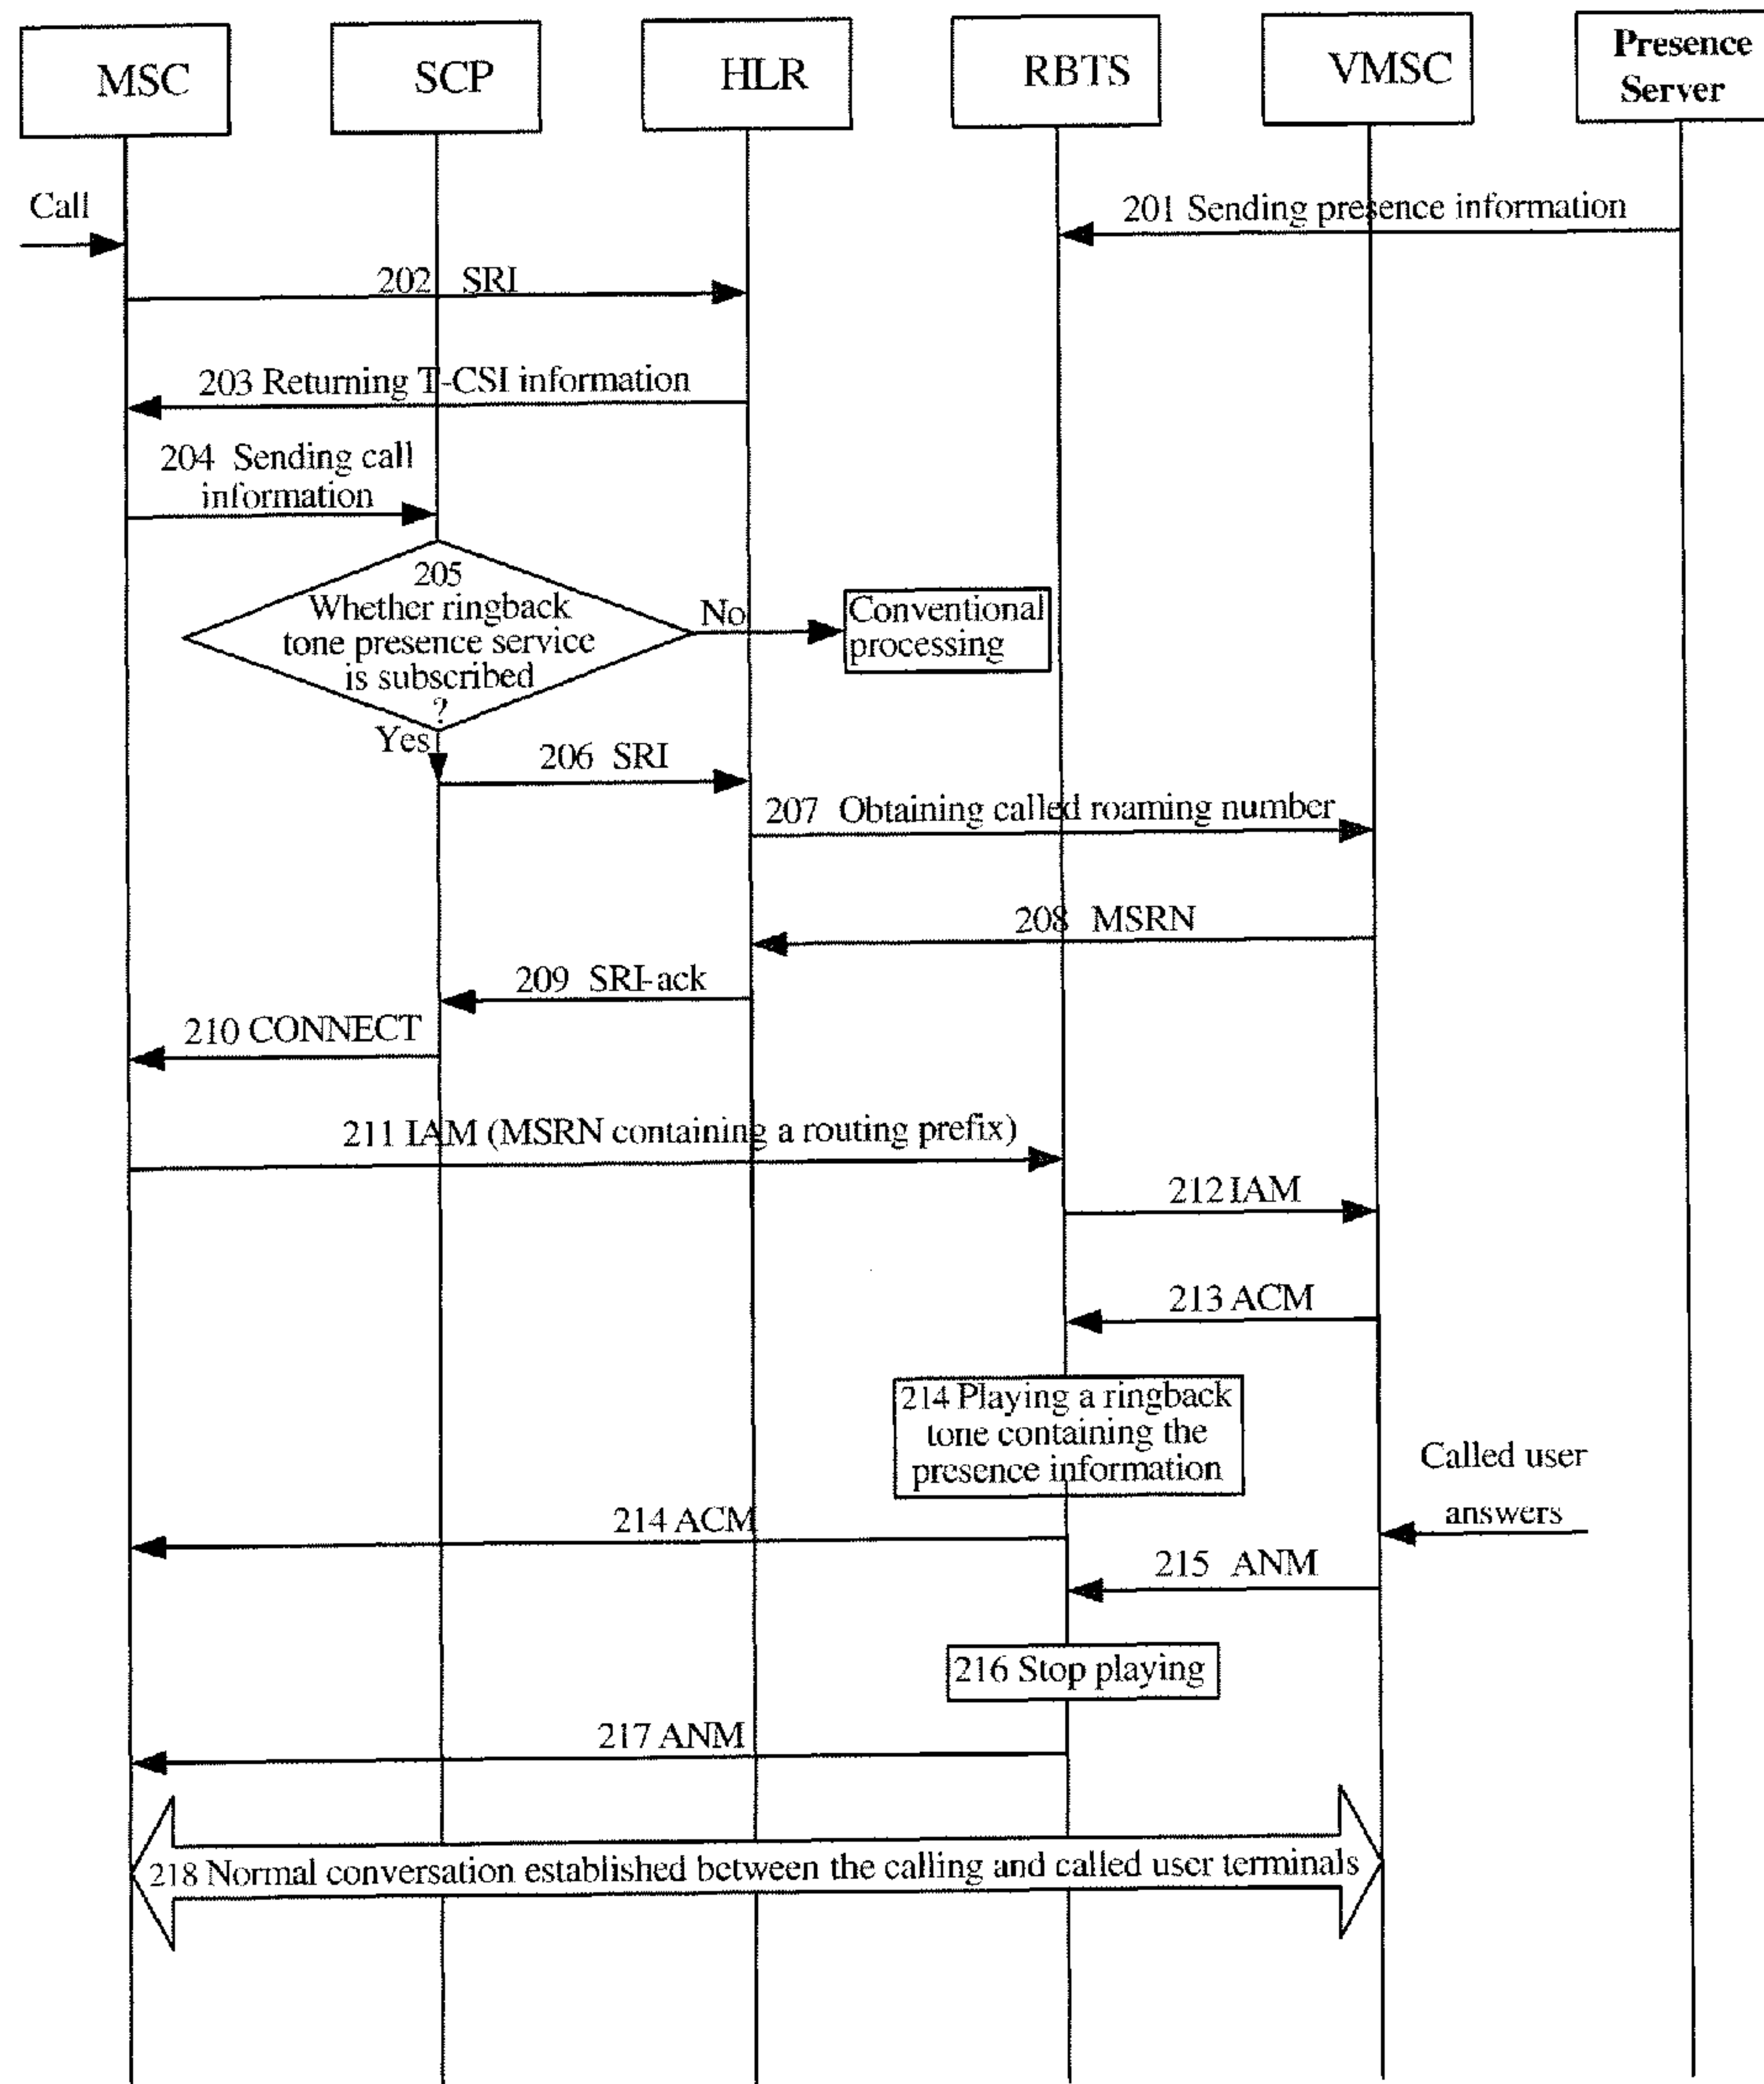 MSC
SCP
HLR
RBTS
VMSC
Presence
Server
Call
201 Sending presence information
202 SRI
203 Returning T-CSI information
204 Sending call
information
205
Whether ringback
tone presence service
is subscribed
?
No
Conventional
processing
Yes
206 SRI
207 Obtaining called roaming number
208 MSRN
209 SRI-ack
210 CONNECT
211 IAM (MSRN containing a routing prefix)
212 IAM
213 ACM
214 Playing a ringback
tone containing the
presence information
Called user
answers
214 ACM
215 ANM
216 Stop playing
217 ANM
218 Normal conversation established between the calling and called user terminals